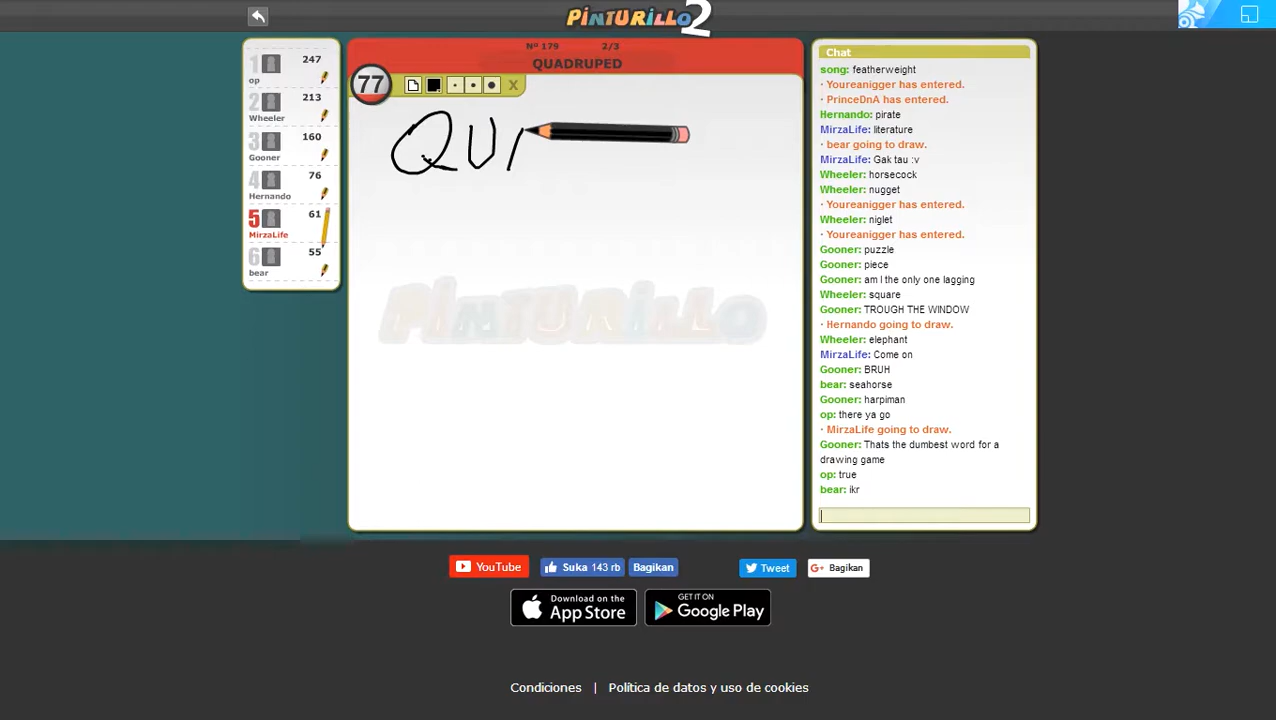 PINTURILLO2
1 op 247
2 Wheeler 213
3 Gooner 160
4 Hernando 76
5 MirzaLife 61
6 bear 55
Nº 179 2/3
QUADRUPED
77
X
QU
PINTURILLO
Chat
song: featherweight
· Youreanigger has entered.
· PrinceDnA has entered.
Hernando: pirate
MirzaLife: literature
· bear going to draw.
MirzaLife: Gak tau :v
Wheeler: horsecock
Wheeler: nugget
· Youreanigger has entered.
Wheeler: niglet
· Youreanigger has entered.
Gooner: puzzle
Gooner: piece
Gooner: am I the only one lagging
Wheeler: square
Gooner: TROUGH THE WINDOW
· Hernando going to draw.
Wheeler: elephant
MirzaLife: Come on
Gooner: BRUH
bear: seahorse
Gooner: harpiman
op: there ya go
· MirzaLife going to draw.
Gooner: Thats the dumbest word for a
drawing game
op: true
bear: ikr
YouTube
Suka 143 rb
Bagikan
Tweet
G+ Bagikan
Download on the
App Store
GET IT ON
Google Play
Condiciones | Política de datos y uso de cookies